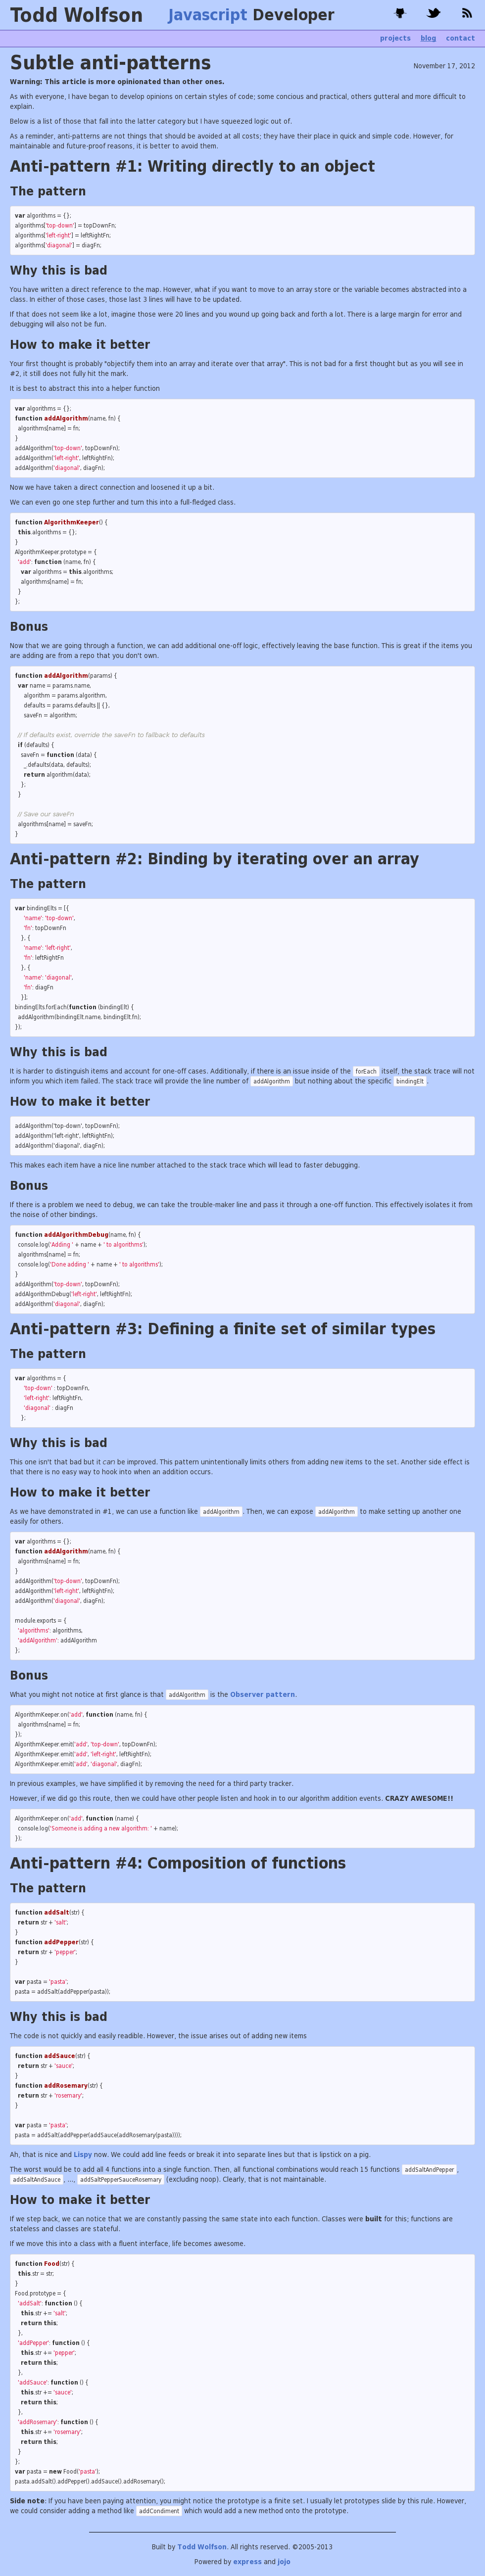 Todd Wolfson Javascript Developer
projects blog contact
Subtle anti-patterns
November 17, 2012
Warning: This article is more opinionated than other ones.
As with everyone, I have began to develop opinions on certain styles of code; some concious and practical, others gutteral and more difficult to
explain.
Below is a list of those that fall into the latter category but I have squeezed logic out of.
As a reminder, anti-patterns are not things that should be avoided at all costs; they have their place in quick and simple code. However, for
maintainable and future-proof reasons, it is better to avoid them.
Anti-pattern #1: Writing directly to an object
The pattern
var algorithms = {};
algorithms['top-down'] = topDownFn;
algorithms['left-right'] = leftRightFn;
algorithms['diagonal'] = diagFn;
Why this is bad
You have written a direct reference to the map. However, what if you want to move to an array store or the variable becomes abstracted into a
class. In either of those cases, those last 3 lines will have to be updated.
If that does not seem like a lot, imagine those were 20 lines and you wound up going back and forth a lot. There is a large margin for error and
debugging will also not be fun.
How to make it better
Your first thought is probably "objectify them into an array and iterate over that array". This is not bad for a first thought but as you will see in
#2, it still does not fully hit the mark.
It is best to abstract this into a helper function
var algorithms = {};
function addAlgorithm(name, fn) {
algorithms[name] = fn;
}
addAlgorithm('top-down', topDownFn);
addAlgorithm('left-right', leftRightFn);
addAlgorithm('diagonal', diagFn);
Now we have taken a direct connection and loosened it up a bit.
We can even go one step further and turn this into a full-fledged class.
function AlgorithmKeeper() {
this.algorithms = {};
}
AlgorithmKeeper.prototype = {
'add': function (name, fn) {
var algorithms = this.algorithms;
algorithms[name] = fn;
}
};
Bonus
Now that we are going through a function, we can add additional one-off logic, effectively leaving the base function. This is great if the items you
are adding are from a repo that you don't own.
function addAlgorithm(params) {
var name = params.name,
algorithm = params.algorithm,
defaults = params.defaults || {},
saveFn = algorithm;
// If defaults exist, override the saveFn to fallback to defaults
if (defaults) {
saveFn = function (data) {
_.defaults(data, defaults);
return algorithm(data);
};
}
// Save our saveFn
algorithms[name] = saveFn;
}
Anti-pattern #2: Binding by iterating over an array
The pattern
var bindingElts = [{
'name': 'top-down',
'fn': topDownFn
}, {
'name': 'left-right',
'fn': leftRightFn
}, {
'name': 'diagonal',
'fn': diagFn
}];
bindingElts.forEach(function (bindingElt) {
addAlgorithm(bindingElt.name, bindingElt.fn);
});
Why this is bad
It is harder to distinguish items and account for one-off cases. Additionally, if there is an issue inside of the forEach itself, the stack trace will not
inform you which item failed. The stack trace will provide the line number of addAlgorithm but nothing about the specific bindingElt .
How to make it better
addAlgorithm('top-down', topDownFn);
addAlgorithm('left-right', leftRightFn);
addAlgorithm('diagonal', diagFn);
This makes each item have a nice line number attached to the stack trace which will lead to faster debugging.
Bonus
If there is a problem we need to debug, we can take the trouble-maker line and pass it through a one-off function. This effectively isolates it from
the noise of other bindings.
function addAlgorithmDebug(name, fn) {
console.log('Adding ' + name + ' to algorithms');
algorithms[name] = fn;
console.log('Done adding ' + name + ' to algorithms');
}
addAlgorithm('top-down', topDownFn);
addAlgorithmDebug('left-right', leftRightFn);
addAlgorithm('diagonal', diagFn);
Anti-pattern #3: Defining a finite set of similar types
The pattern
var algorithms = {
'top-down' : topDownFn,
'left-right': leftRightFn,
'diagonal' : diagFn
};
Why this is bad
This one isn't that bad but it can be improved. This pattern unintentionally limits others from adding new items to the set. Another side effect is
that there is no easy way to hook into when an addition occurs.
How to make it better
As we have demonstrated in #1, we can use a function like addAlgorithm . Then, we can expose addAlgorithm to make setting up another one
easily for others.
var algorithms = {};
function addAlgorithm(name, fn) {
algorithms[name] = fn;
}
addAlgorithm('top-down', topDownFn);
addAlgorithm('left-right', leftRightFn);
addAlgorithm('diagonal', diagFn);
module.exports = {
'algorithms': algorithms,
'addAlgorithm': addAlgorithm
};
Bonus
What you might not notice at first glance is that addAlgorithm is the Observer pattern.
AlgorithmKeeper.on('add', function (name, fn) {
algorithms[name] = fn;
});
AlgorithmKeeper.emit('add', 'top-down', topDownFn);
AlgorithmKeeper.emit('add', 'left-right', leftRightFn);
AlgorithmKeeper.emit('add', 'diagonal', diagFn);
In previous examples, we have simplified it by removing the need for a third party tracker.
However, if we did go this route, then we could have other people listen and hook in to our algorithm addition events. CRAZY AWESOME!!
AlgorithmKeeper.on('add', function (name) {
console.log('Someone is adding a new algorithm: ' + name);
});
Anti-pattern #4: Composition of functions
The pattern
function addSalt(str) {
return str + 'salt';
}
function addPepper(str) {
return str + 'pepper';
}
var pasta = 'pasta';
pasta = addSalt(addPepper(pasta));
Why this is bad
The code is not quickly and easily readible. However, the issue arises out of adding new items
function addSauce(str) {
return str + 'sauce';
}
function addRosemary(str) {
return str + 'rosemary';
}
var pasta = 'pasta';
pasta = addSalt(addPepper(addSauce(addRosemary(pasta))));
Ah, that is nice and Lispy now. We could add line feeds or break it into separate lines but that is lipstick on a pig.
The worst would be to add all 4 functions into a single function. Then, all functional combinations would reach 15 functions addSaltAndPepper ,
addSaltAndSauce , ..., addSaltPepperSauceRosemary (excluding noop). Clearly, that is not maintainable.
How to make it better
If we step back, we can notice that we are constantly passing the same state into each function. Classes were built for this; functions are
stateless and classes are stateful.
If we move this into a class with a fluent interface, life becomes awesome.
function Food(str) {
this.str = str;
}
Food.prototype = {
'addSalt': function () {
this.str += 'salt';
return this;
},
'addPepper': function () {
this.str += 'pepper';
return this;
},
'addSauce': function () {
this.str += 'sauce';
return this;
},
'addRosemary': function () {
this.str += 'rosemary';
return this;
}
};
var pasta = new Food('pasta');
pasta.addSalt().addPepper().addSauce().addRosemary();
Side note: If you have been paying attention, you might notice the prototype is a finite set. I usually let prototypes slide by this rule. However,
we could consider adding a method like addCondiment which would add a new method onto the prototype.
Built by Todd Wolfson. All rights reserved. ©2005-2013
Powered by express and jojo